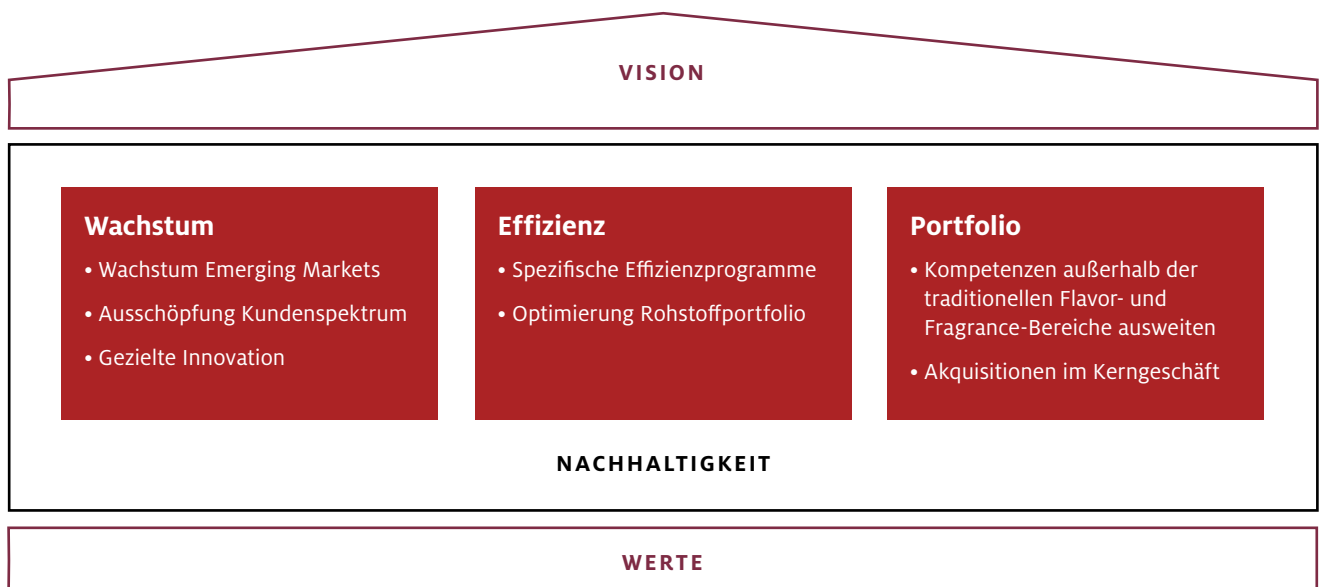 VISION
Wachstum
• Wachstum Emerging Markets
• Ausschöpfung Kundenspektrum
• Gezielte Innovation
Effizienz
• Spezifische Effizienzprogramme
• Optimierung Rohstoffportfolio
Portfolio
• Kompetenzen außerhalb der
traditionellen Flavor- und
Fragrance-Bereiche ausweiten
• Akquisitionen im Kerngeschäft
NACHHALTIGKEIT
WERTE